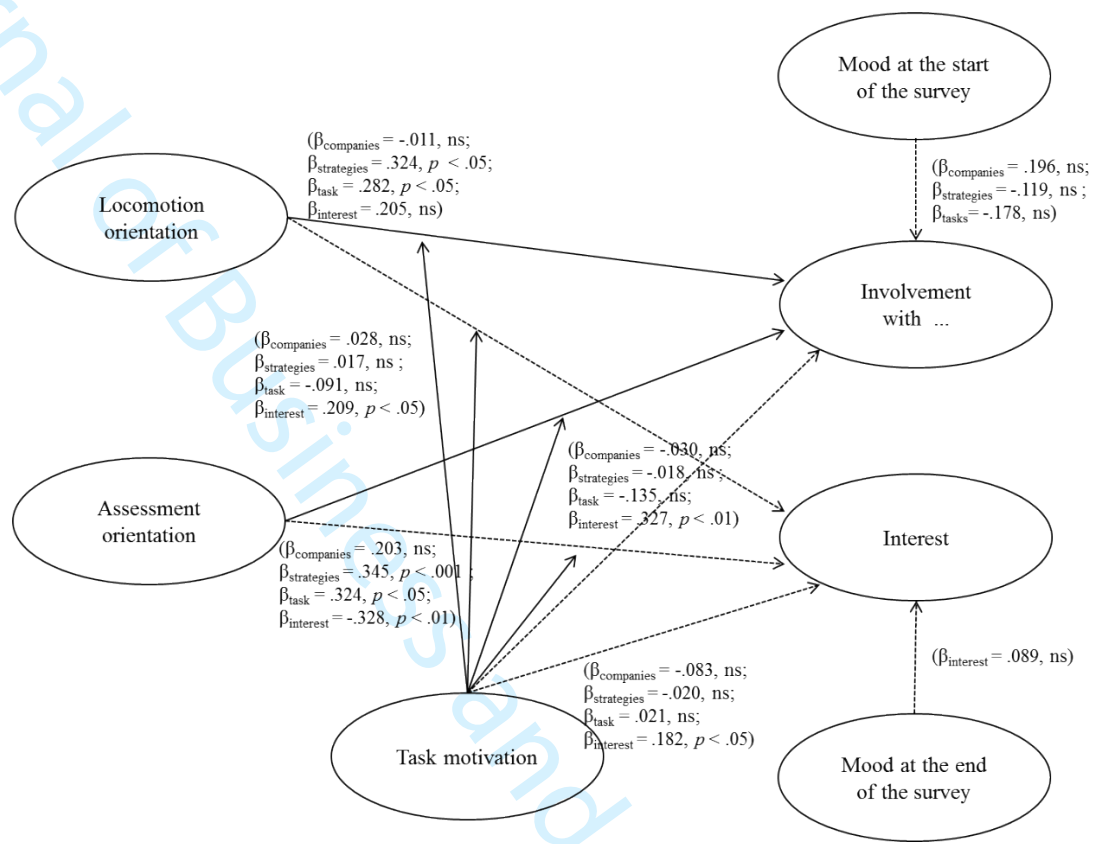 rnal of Business and
Mood at the start
of the survey
(βcompanies = -.011, ns;
βstrategies = .324, p < .05;
βtask = .282, p < .05;
βinterest = .205, ns)
(βcompanies = .196, ns;
βstrategies = -.119, ns ;
βtasks= -.178, ns)
Locomotion
orientation
Involvement
with ...
(βcompanies = .028, ns;
βstrategies = .017, ns ;
βtask = -.091, ns;
βinterest = .209, p < .05)
(βcompanies = -.030, ns;
βstrategies = -.018, ns ;
βtask = -.135, ns;
βinterest = .327, p < .01)
Assessment
orientation
Interest
(βcompanies = .203, ns;
βstrategies = .345, p < .001 ;
βtask = .324, p < .05;
βinterest = -.328, p < .01)
(βcompanies = -.083, ns;
βstrategies = -.020, ns;
βtask = .021, ns;
βinterest = .182, p < .05)
(βinterest = .089, ns)
Task motivation
Mood at the end
of the survey